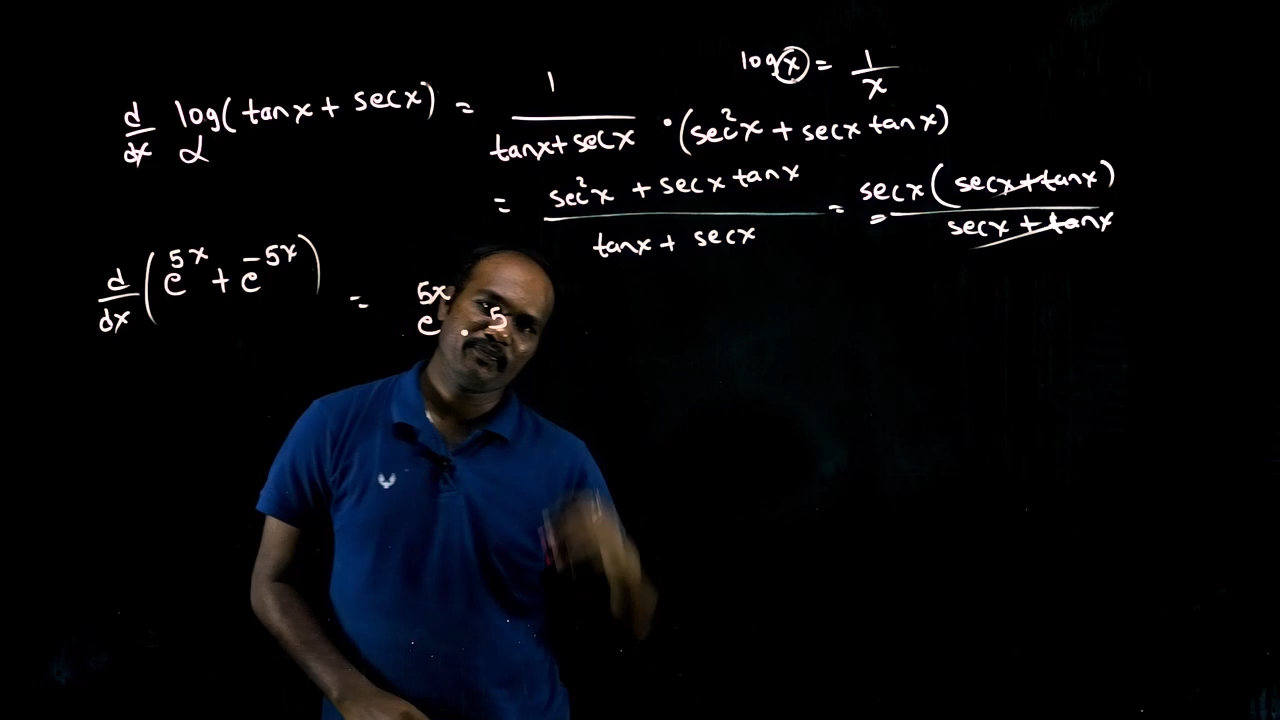 log x = 1/x
d/dx log(tanx + secx) = 1/(tanx + secx) · (sec²x + secx tanx)
α
= (sec²x + secx tanx)/(tanx + secx) = = secx(secx + tanx)/(secx + tanx)
d/dx (e^5x + e^-5x) = e^5x . 5